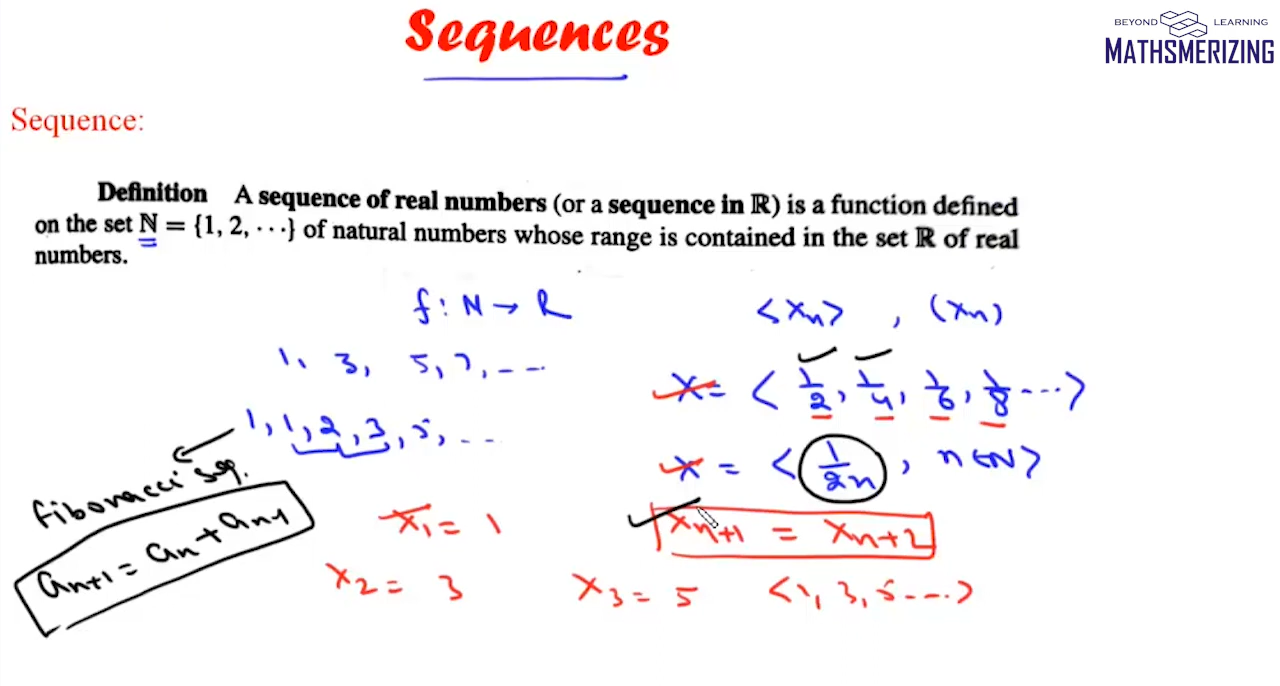 Sequences
BEYOND LEARNING
MATHSMERIZING
Sequence:
Definition A sequence of real numbers (or a sequence in ℝ) is a function defined
on the set ℕ = {1, 2, ···} of natural numbers whose range is contained in the set ℝ of real
numbers.
f : N → R
<xn> , (xn)
1, 3, 5, 7, ---
X = < 1/2, 1/4, 1/6, 1/8 ...>
1, 1, 2, 3, 5, ...
X = < 1/2n, n∈N>
fibonacci seq.
an+1 = an + an-1
x1 = 1
xn+1 = xn+2
x2 = 3
x3 = 5
<1, 3, 5 ----->